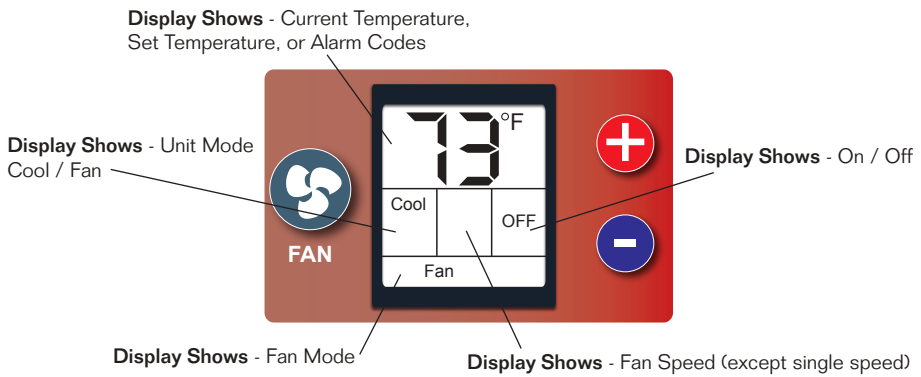 Display Shows - Current Temperature,
Set Temperature, or Alarm Codes
73°F
Display Shows - Unit Mode
Cool / Fan
Display Shows - On / Off
Cool
OFF
FAN
Fan
Display Shows - Fan Mode
Display Shows - Fan Speed (except single speed)